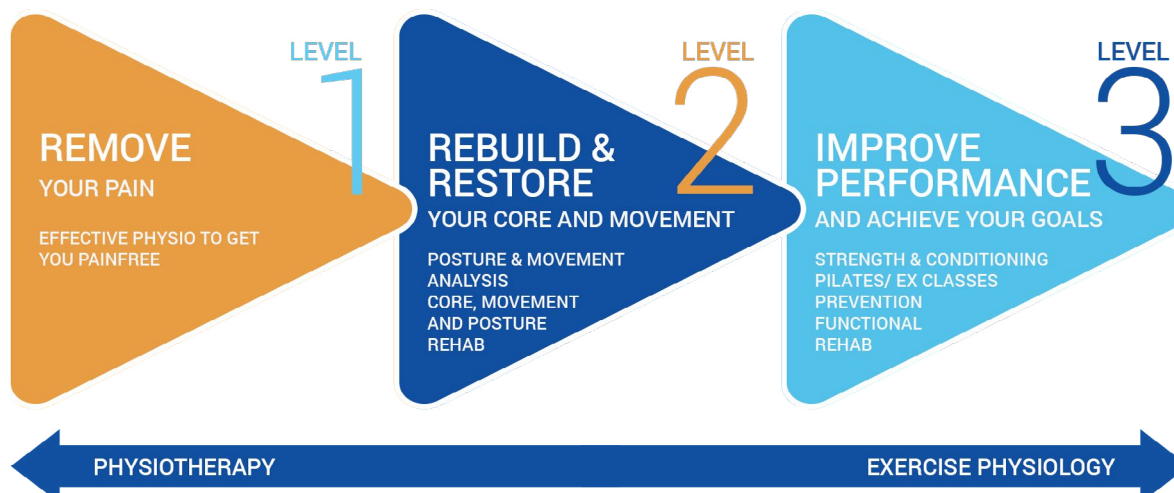 LEVEL
1
REMOVE
YOUR PAIN
EFFECTIVE PHYSIO TO GET
YOU PAINFREE
LEVEL
2
REBUILD &
RESTORE
YOUR CORE AND MOVEMENT
POSTURE & MOVEMENT
ANALYSIS
CORE, MOVEMENT
AND POSTURE
REHAB
LEVEL
3
IMPROVE
PERFORMANCE
AND ACHIEVE YOUR GOALS
STRENGTH & CONDITIONING
PILATES/ EX CLASSES
PREVENTION
FUNCTIONAL
REHAB
PHYSIOTHERAPY
EXERCISE PHYSIOLOGY